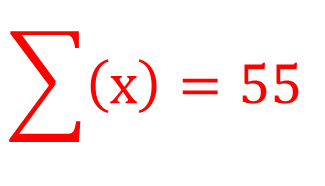 ∑(x) = 55